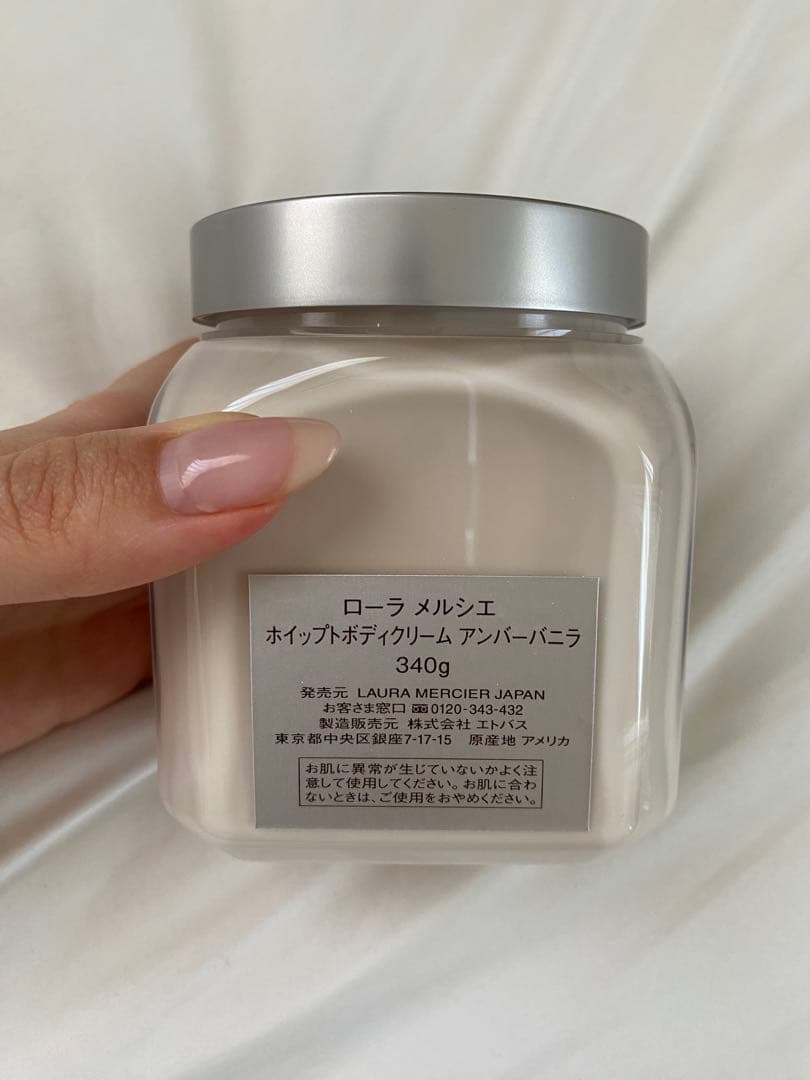 ローラ メルシエ
ホイップトボディクリーム アンバーバニラ
340g
発売元 LAURA MERCIER JAPAN
お客さま窓口 0120-343-432
製造販売元 株式会社 エトバス
東京都中央区銀座7-17-15 原産地 アメリカ
お肌に異常が生じていないかよく注
意して使用してください。お肌に合わ
ないときは、ご使用をおやめください。